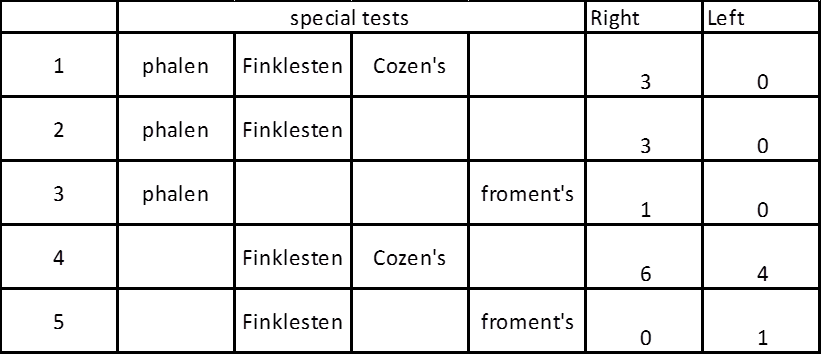 special tests Right Left
1 phalen Finklesten Cozen's 3 0
2 phalen Finklesten 3 0
3 phalen froment's 1 0
4 Finklesten Cozen's 6 4
5 Finklesten froment's 0 1